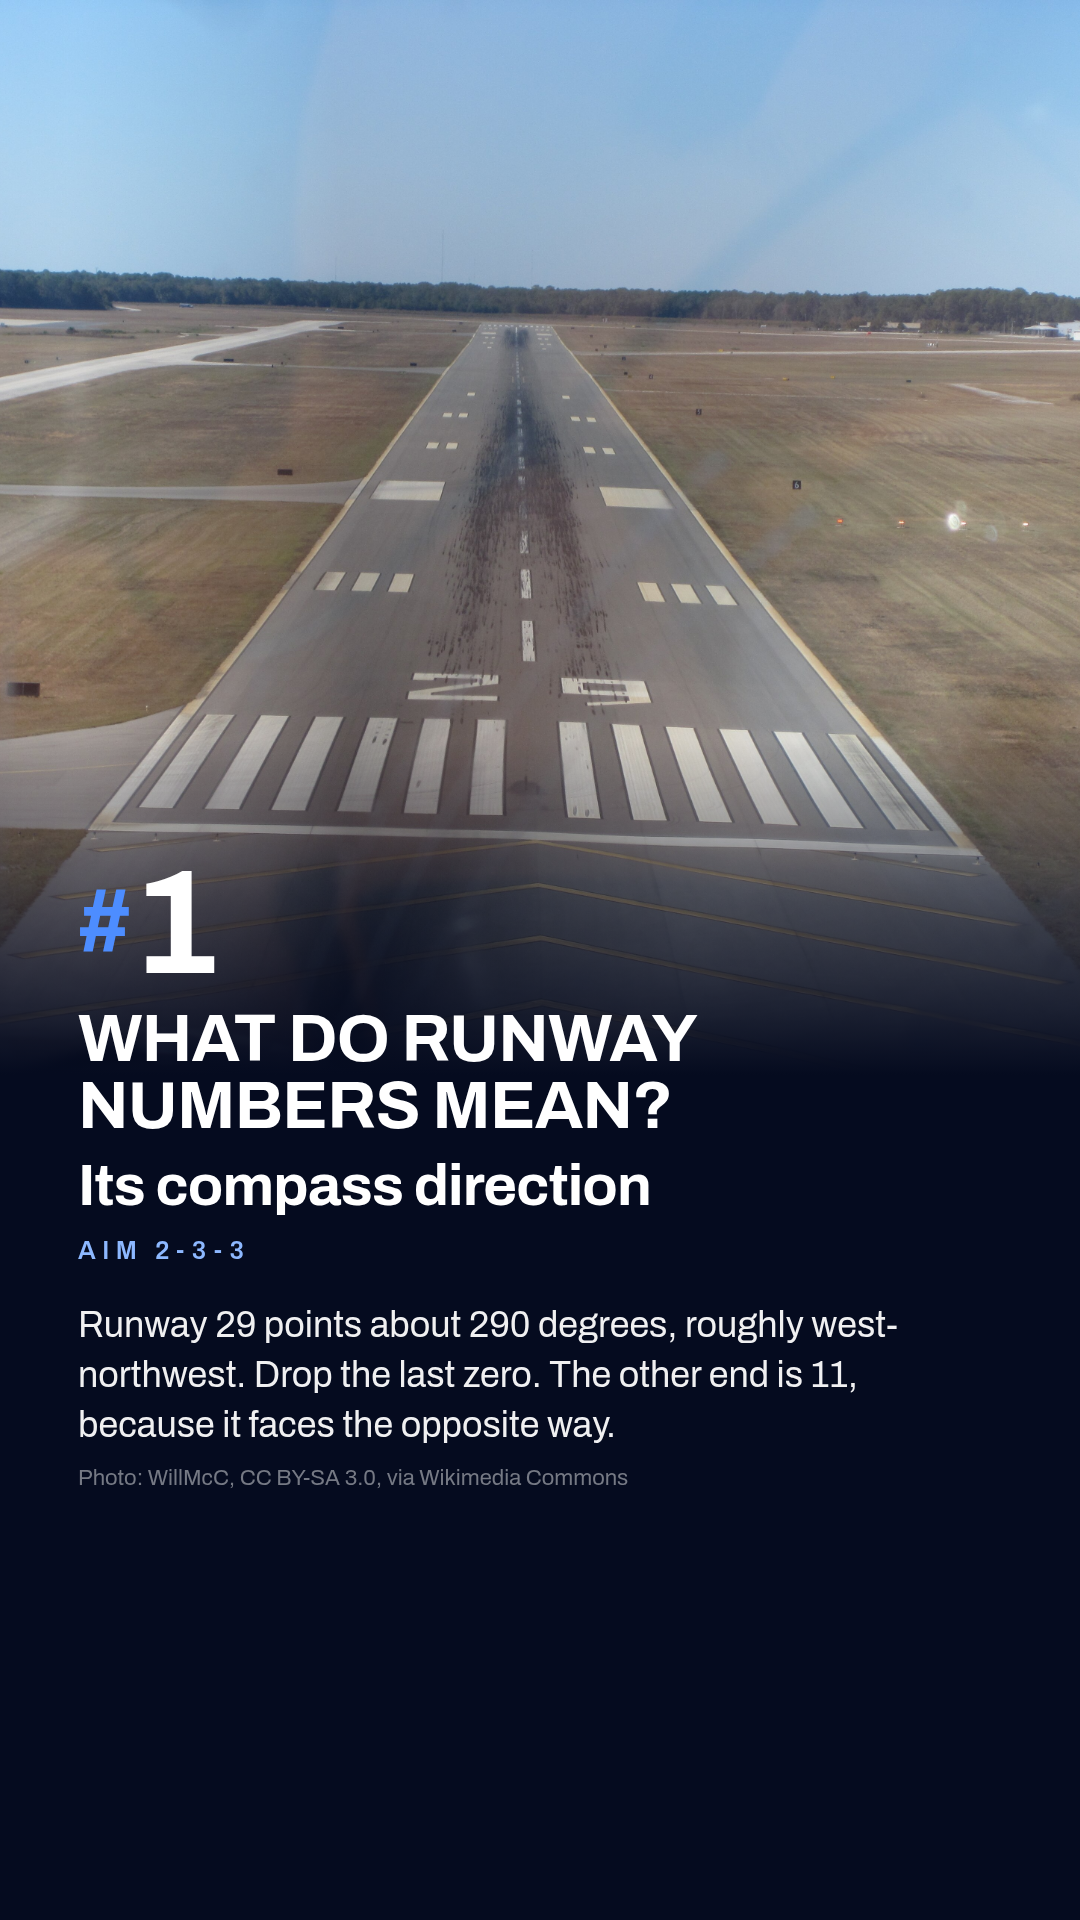 #1
WHAT DO RUNWAY
NUMBERS MEAN?
Its compass direction
AIM 2-3-3
Runway 29 points about 290 degrees, roughly west-
northwest. Drop the last zero. The other end is 11,
because it faces the opposite way.
Photo: WillMcC, CC BY-SA 3.0, via Wikimedia Commons